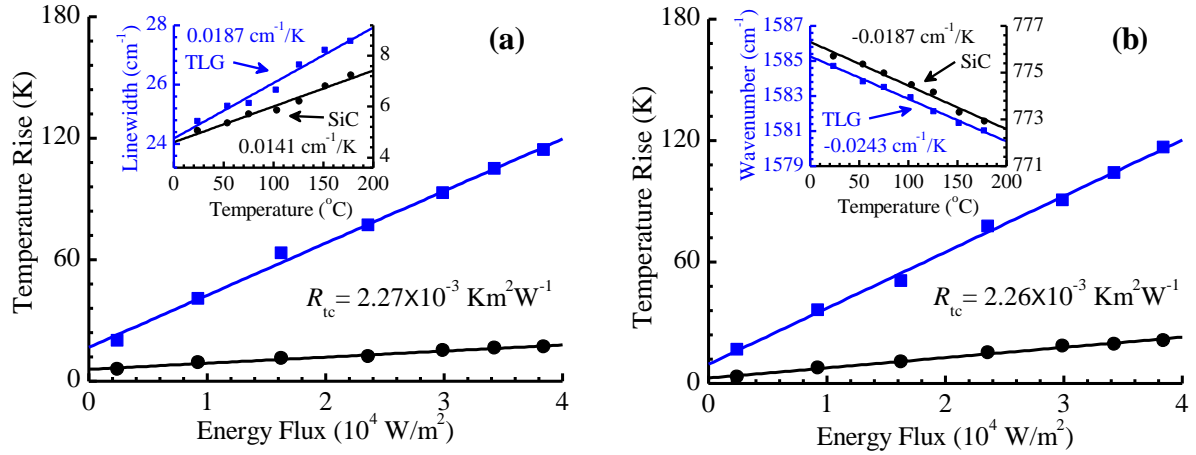 (a)
180
120
60
0
Temperature Rise (K)
0 1 2 3 4
Energy Flux (10⁴ W/m²)
Rtc= 2.27X10⁻³ Km²W⁻¹
28
26
24
Linewidth (cm⁻¹)
8
6
4
0 50 100 150 200
Temperature (°C)
0.0187 cm⁻¹/K
TLG
SiC
0.0141 cm⁻¹/K
(b)
180
120
60
0
Temperature Rise (K)
0 1 2 3 4
Energy Flux (10⁴ W/m²)
Rtc= 2.26X10⁻³ Km²W⁻¹
1587
1585
1583
1581
1579
Wavenumber (cm⁻¹)
777
775
773
771
0 50 100 150 200
Temperature (°C)
-0.0187 cm⁻¹/K
SiC
TLG
-0.0243 cm⁻¹/K